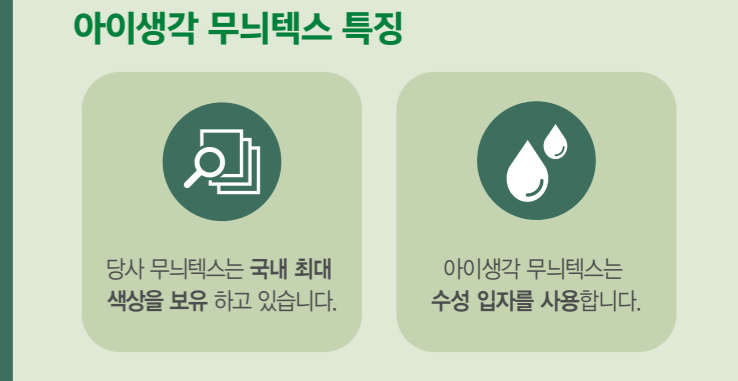 아이생각 무늬텍스 특징
당사 무늬텍스는 국내 최대
색상을 보유 하고 있습니다.
아이생각 무늬텍스는
수성 입자를 사용합니다.